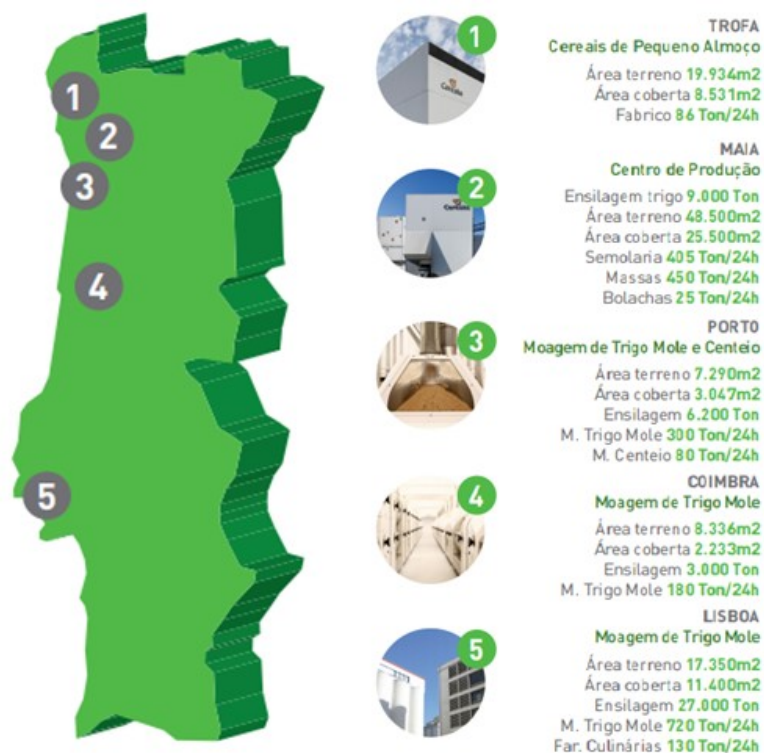 1
2
3
4
5
1
TROFA
Cereais de Pequeno Almoço
Área terreno 19.934m2
Área coberta 8.531m2
Fabrico 86 Ton/24h
2
MAIA
Centro de Produção
Ensilagem trigo 9.000 Ton
Área terreno 48.500m2
Área coberta 25.500m2
Semolaria 405 Ton/24h
Massas 450 Ton/24h
Bolachas 25 Ton/24h
3
PORTO
Moagem de Trigo Mole e Centeio
Área terreno 7.290m2
Área coberta 3.047m2
Ensilagem 6.200 Ton
M. Trigo Mole 300 Ton/24h
M. Centeio 80 Ton/24h
4
COIMBRA
Moagem de Trigo Mole
Área terreno 8.336m2
Área coberta 2.233m2
Ensilagem 3.000 Ton
M. Trigo Mole 180 Ton/24h
5
LISBOA
Moagem de Trigo Mole
Área terreno 17.350m2
Área coberta 11.400m2
Ensilagem 27.000 Ton
M. Trigo Mole 720 Ton/24h
Far. Culinárias 130 Ton/24h